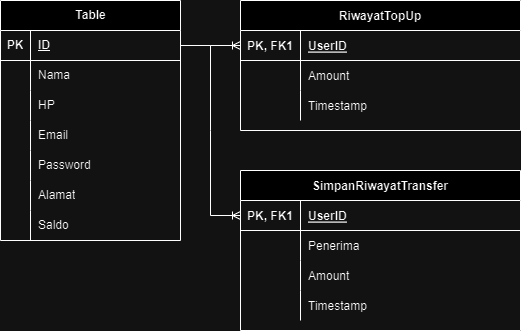 Table
PK ID
Nama
HP
Email
Password
Alamat
Saldo
RiwayatTopUp
PK, FK1 UserID
Amount
Timestamp
SimpanRiwayatTransfer
PK, FK1 UserID
Penerima
Amount
Timestamp